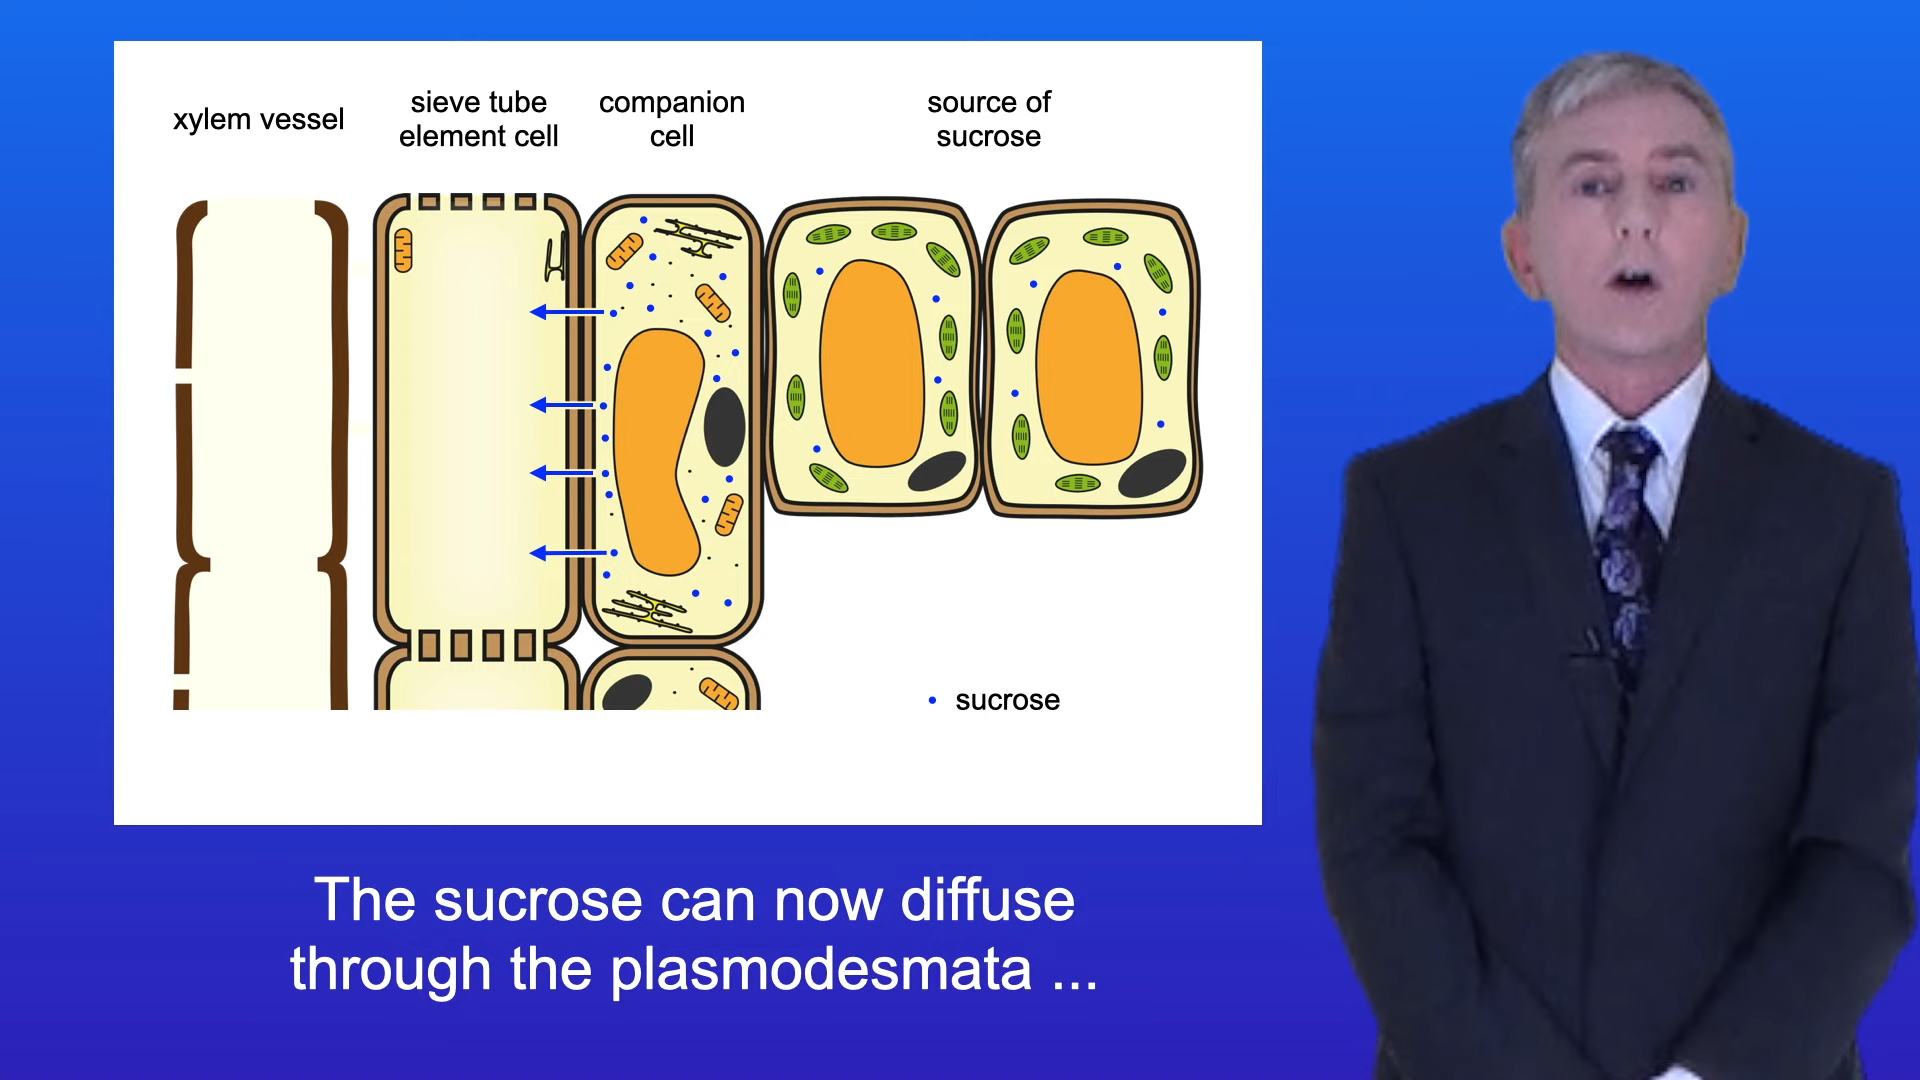 xylem vessel
sieve tube
element cell
companion
cell
source of
sucrose
sucrose
The sucrose can now diffuse
through the plasmodesmata ...